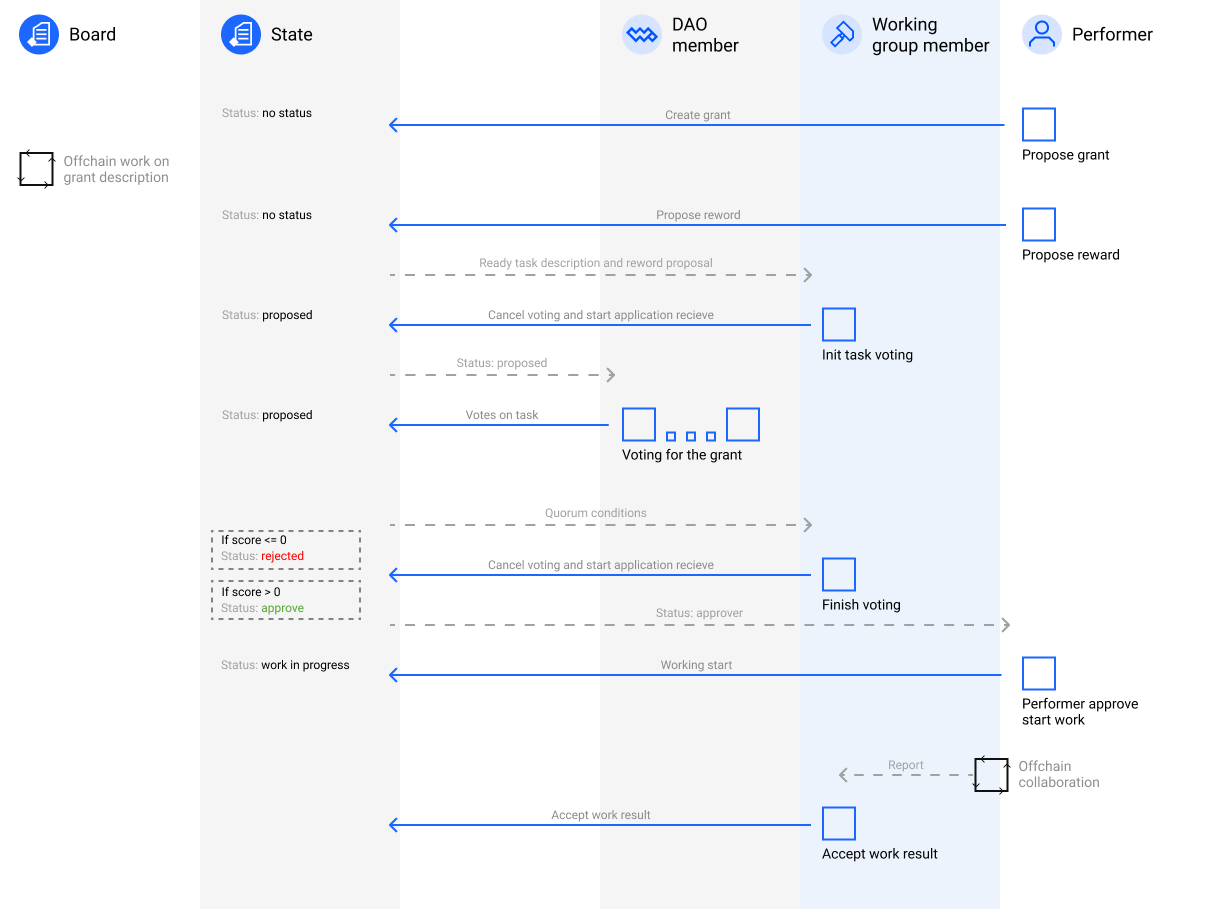 Board
State
DAO
member
Working
group member
Performer
Status: no status
Create grant
Propose grant
Offchain work on
grant description
Status: no status
Propose reword
Propose reward
Ready task description and reword proposal
Status: proposed
Cancel voting and start application recieve
Init task voting
Status: proposed
Status: proposed
Votes on task
Voting for the grant
Quorum conditions
If score <= 0
Status: rejected
Cancel voting and start application recieve
If score > 0
Status: approve
Finish voting
Status: approver
Status: work in progress
Working start
Performer approve
start work
Report
Offchain
collaboration
Accept work result
Accept work result